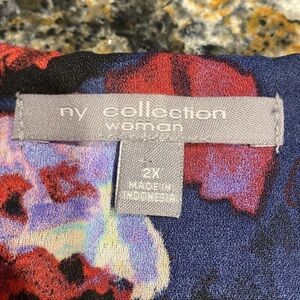 ny collection
woman
2X
MADE IN
INDONESIA